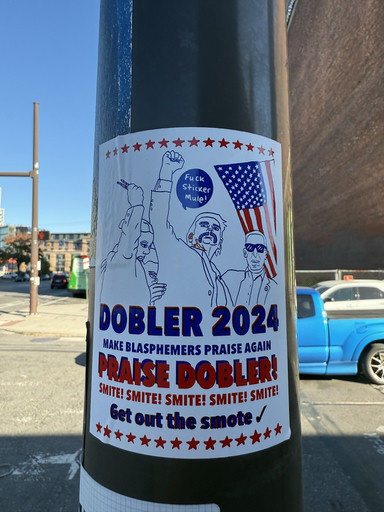 Fuck
Sticker
Mule!
DOBLER 2024
MAKE BLASPHEMERS PRAISE AGAIN
PRAISE DOBLER!
SMITE! SMITE! SMITE! SMITE! SMITE!
Get out the smote ✓